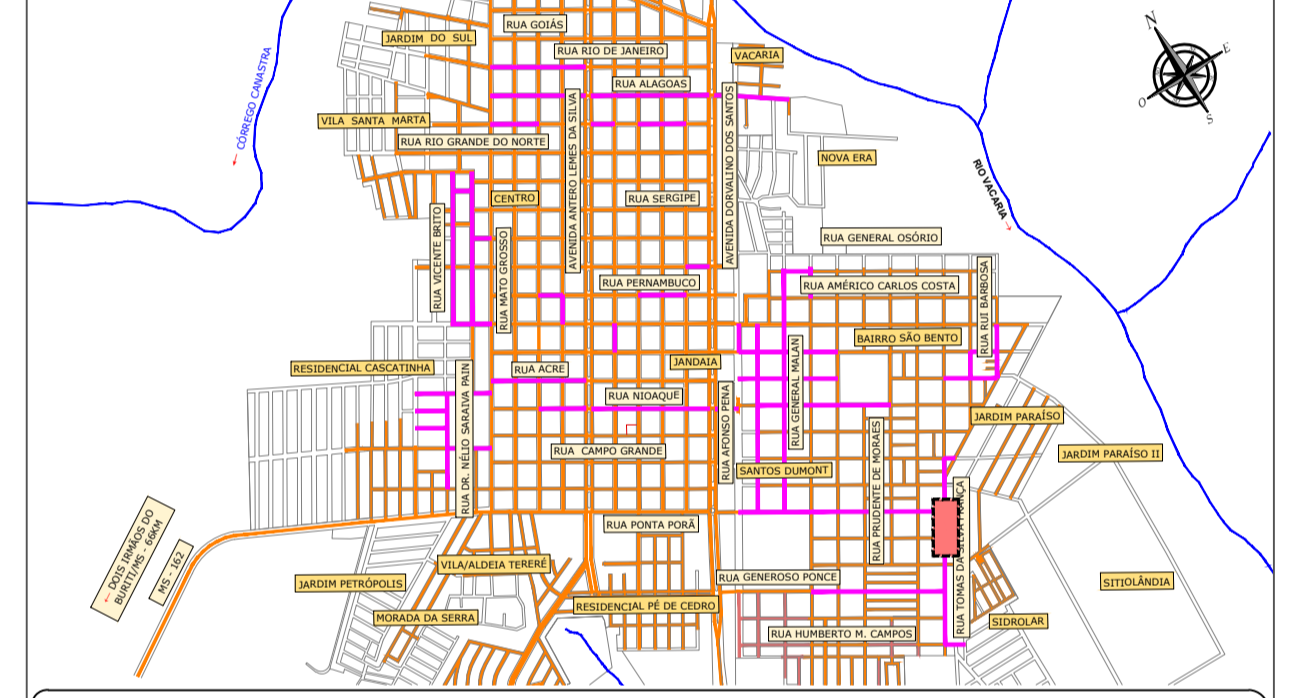 RUA GOIÁS
JARDIM DO SUL
RUA RIO DE JANEIRO
VACARIA
N
E
O
S
CÓRREGO CANASTRA
←
RUA ALAGOAS
VILA SANTA MARTA
RUA RIO GRANDE DO NORTE
AVENIDA ANTERO LEMES DA SILVA
AVENIDA DORVALINO DOS SANTOS
NOVA ERA
RIO VACARIA →
CENTRO
RUA SERGIPE
RUA VICENTE BRITO
RUA MATO GROSSO
RUA GENERAL OSÓRIO
RUA PERNAMBUCO
RUA AMÉRICO CARLOS COSTA
RUA RUI BARBOSA
BAIRRO SÃO BENTO
RESIDENCIAL CASCATINHA
RUA ACRE
JANDAIA
RUA GENERAL MALAN
RUA NIOAQUE
RUA DR. NÉLIO SARAIVA PAIN
RUA AFONSO PENA
JARDIM PARAÍSO
RUA CAMPO GRANDE
RUA PRUDENTE DE MORAES
JARDIM PARAÍSO II
SANTOS DUMONT
RUA PONTA PORÃ
RUA TOMAS DA SILVA FRANÇA
← DOIS IRMÃOS DO
BURITI/MS - 66KM
MS - 162
VILA/ALDEIA TERERÉ
JARDIM PETRÓPOLIS
RUA GENEROSO PONCE
SITIOLÂNDIA
RESIDENCIAL PÉ DE CEDRO
MORADA DA SERRA
SIDROLAR
RUA HUMBERTO M. CAMPOS